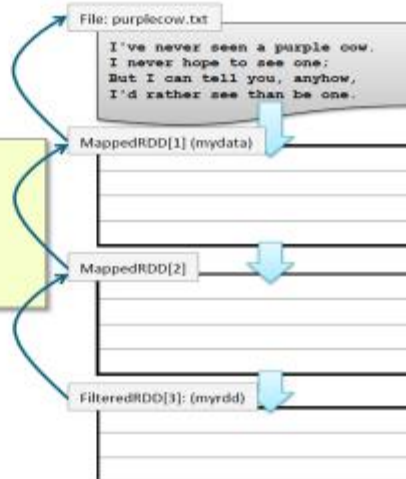 File: purplecow.txt
I've never seen a purple cow.
I never hope to see one;
But I can tell you, anyhow,
I'd rather see than be one.
MappedRDD[1] (mydata)
MappedRDD[2]
FilteredRDD[3]: (myrdd)